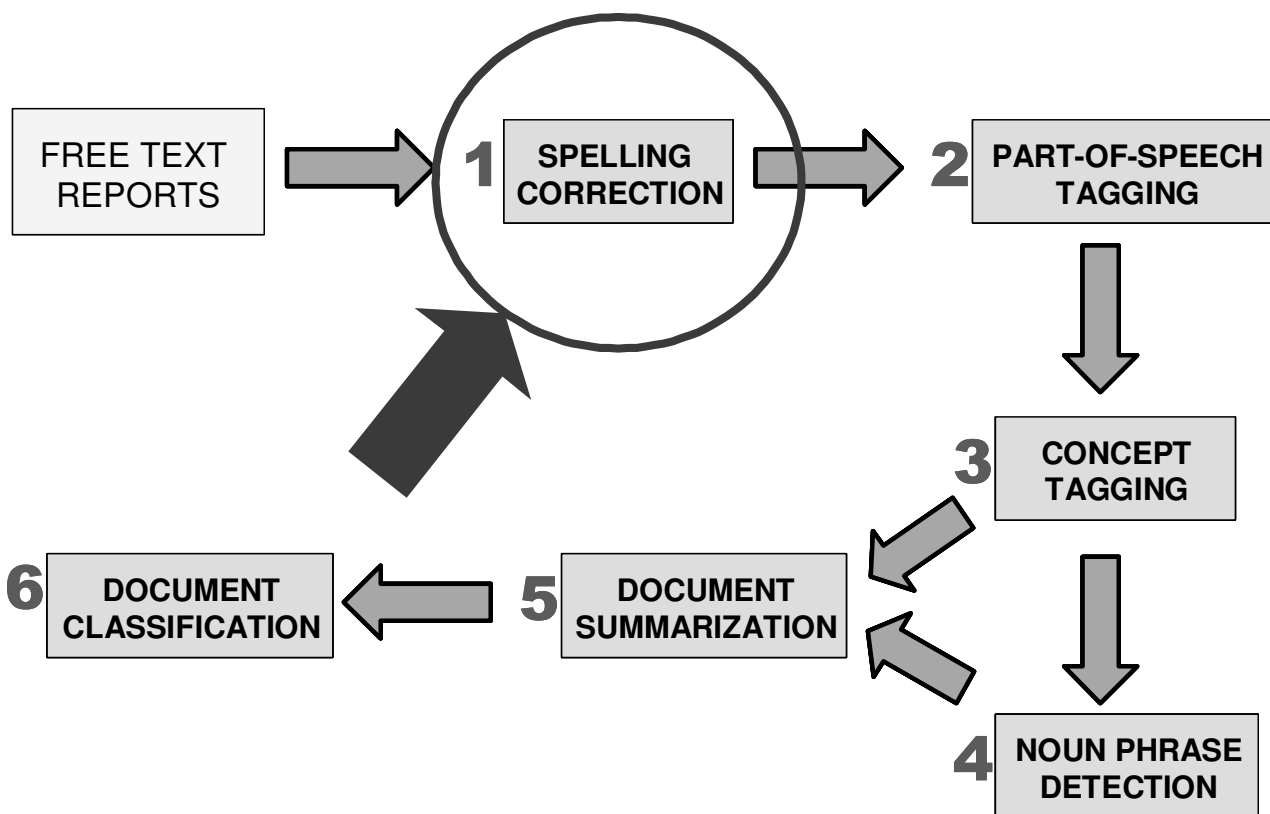 FREE TEXT
REPORTS
1
SPELLING
CORRECTION
2
PART-OF-SPEECH
TAGGING
3
CONCEPT
TAGGING
4
NOUN PHRASE
DETECTION
5
DOCUMENT
SUMMARIZATION
6
DOCUMENT
CLASSIFICATION